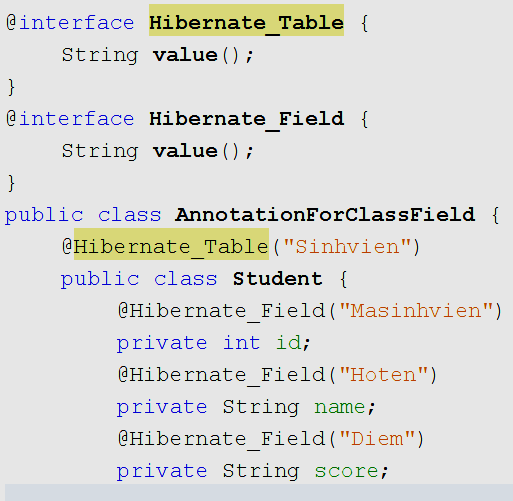 @interface Hibernate_Table {
    String value();
}
@interface Hibernate_Field {
    String value();
}
public class AnnotationForClassField {
    @Hibernate_Table("Sinhvien")
    public class Student {
        @Hibernate_Field("Masinhvien")
        private int id;
        @Hibernate_Field("Hoten")
        private String name;
        @Hibernate_Field("Diem")
        private String score;